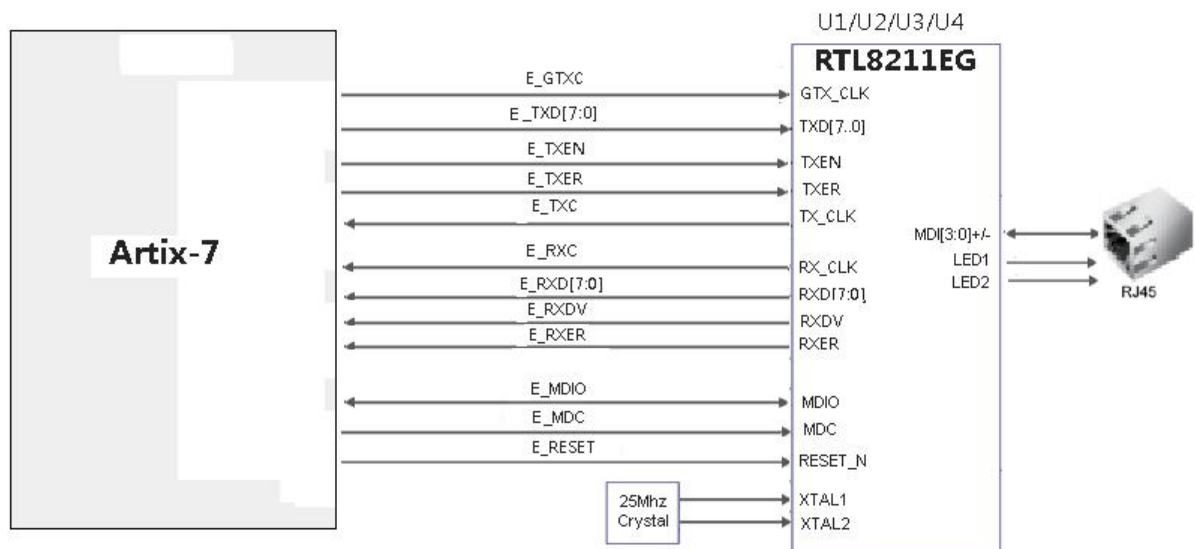 U1/U2/U3/U4
RTL8211EG
E_GTXC
GTX_CLK
E_TXD[7:0]
TXD[7..0]
E_TXEN
TXEN
E_TXER
TXER
E_TXC
TX_CLK
MDI[3:0]+/-
Artix-7
E_RXC
RX_CLK
LED1
E_RXD[7:0]
RXD[7:0]
LED2
RJ45
E_RXDV
RXDV
E_RXER
RXER
E_MDIO
MDIO
E_MDC
MDC
E_RESET
RESET_N
25Mhz
Crystal
XTAL1
XTAL2